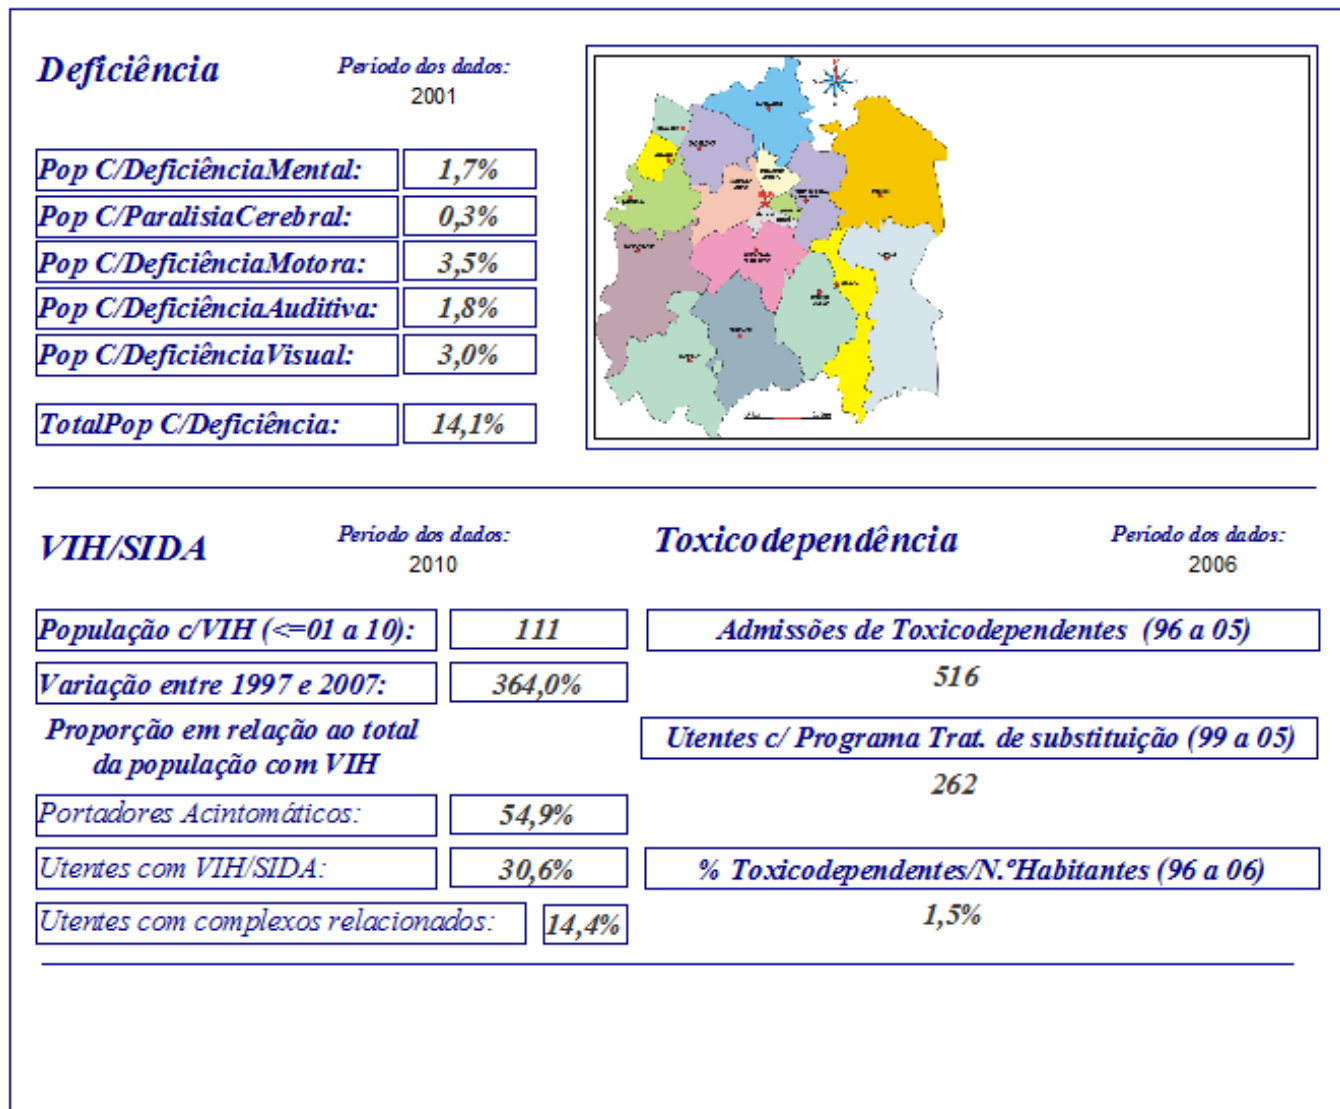 Deficiência
Período dos dados:
2001
Pop C/DeficiênciaMental: 1,7%
Pop C/ParalisiaCerebral: 0,3%
Pop C/DeficiênciaMotora: 3,5%
Pop C/DeficiênciaAuditiva: 1,8%
Pop C/DeficiênciaVisual: 3,0%
TotalPop C/Deficiência: 14,1%
VIH/SIDA
Período dos dados:
2010
População c/VIH (<=01 a 10): 111
Variação entre 1997 e 2007: 364,0%
Proporção em relação ao total
da população com VIH
Portadores Acintomáticos: 54,9%
Utentes com VIH/SIDA: 30,6%
Utentes com complexos relacionados: 14,4%
Toxicodependência
Período dos dados:
2006
Admissões de Toxicodependentes (96 a 05)
516
Utentes c/ Programa Trat. de substituição (99 a 05)
262
% Toxicodependentes/N.ºHabitantes (96 a 06)
1,5%